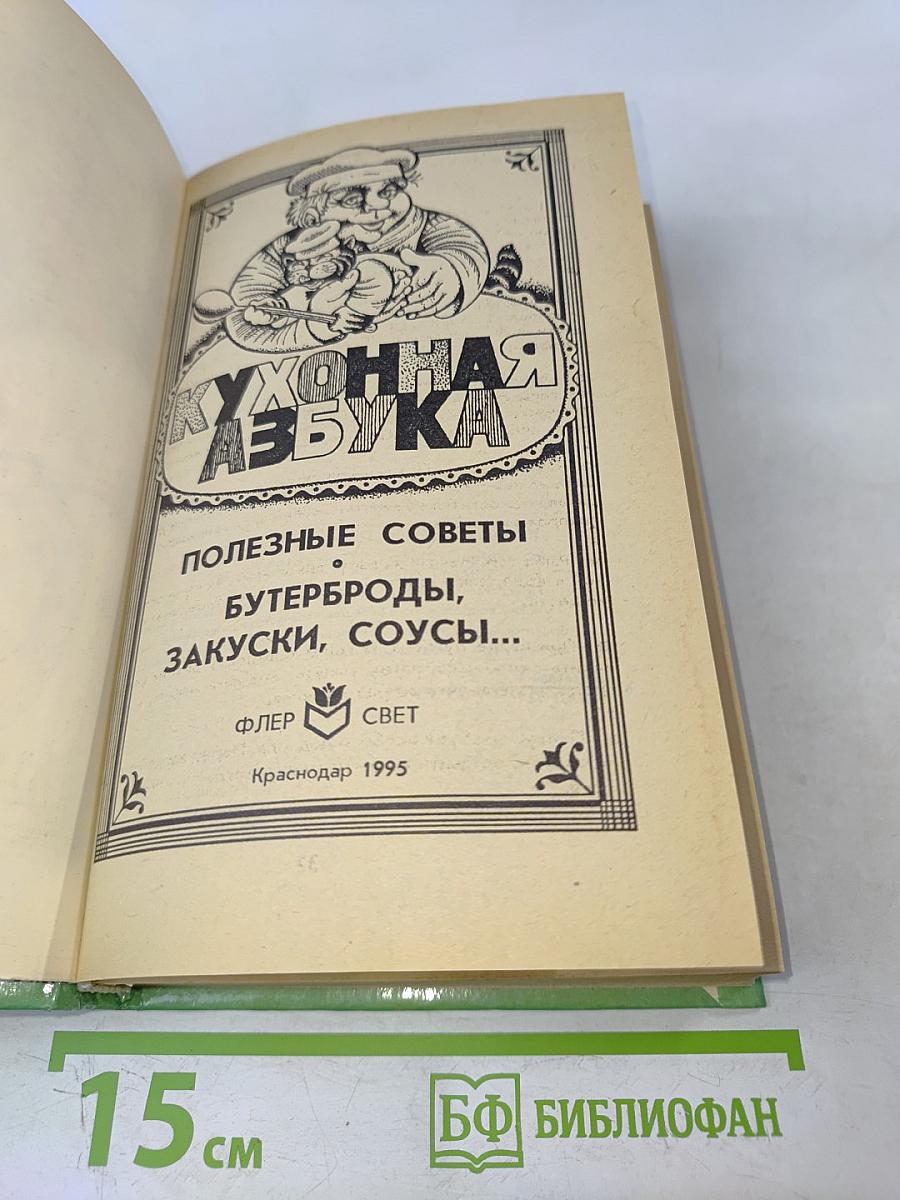 КУХОННАЯ
АЗБУКА
ПОЛЕЗНЫЕ СОВЕТЫ
БУТЕРБРОДЫ,
ЗАКУСКИ, СОУСЫ...
ФЛЕР СВЕТ
Краснодар 1995
15 см
БФ БИБЛИОФАН